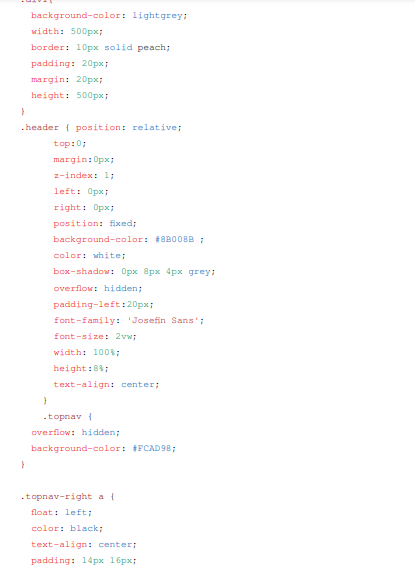 .div1{
background-color: lightgrey;
width: 500px;
border: 10px solid peach;
padding: 20px;
margin: 20px;
height: 500px;
}
.header { position: relative;
top:0;
margin:0px;
z-index: 1;
left: 0px;
right: 0px;
position: fixed;
background-color: #8B008B ;
color: white;
box-shadow: 0px 8px 4px grey;
overflow: hidden;
padding-left:20px;
font-family: 'Josefin Sans';
font-size: 2vw;
width: 100%;
height:8%;
text-align: center;
}
.topnav {
overflow: hidden;
background-color: #FCAD98;
}
.topnav-right a {
float: left;
color: black;
text-align: center;
padding: 14px 16px;